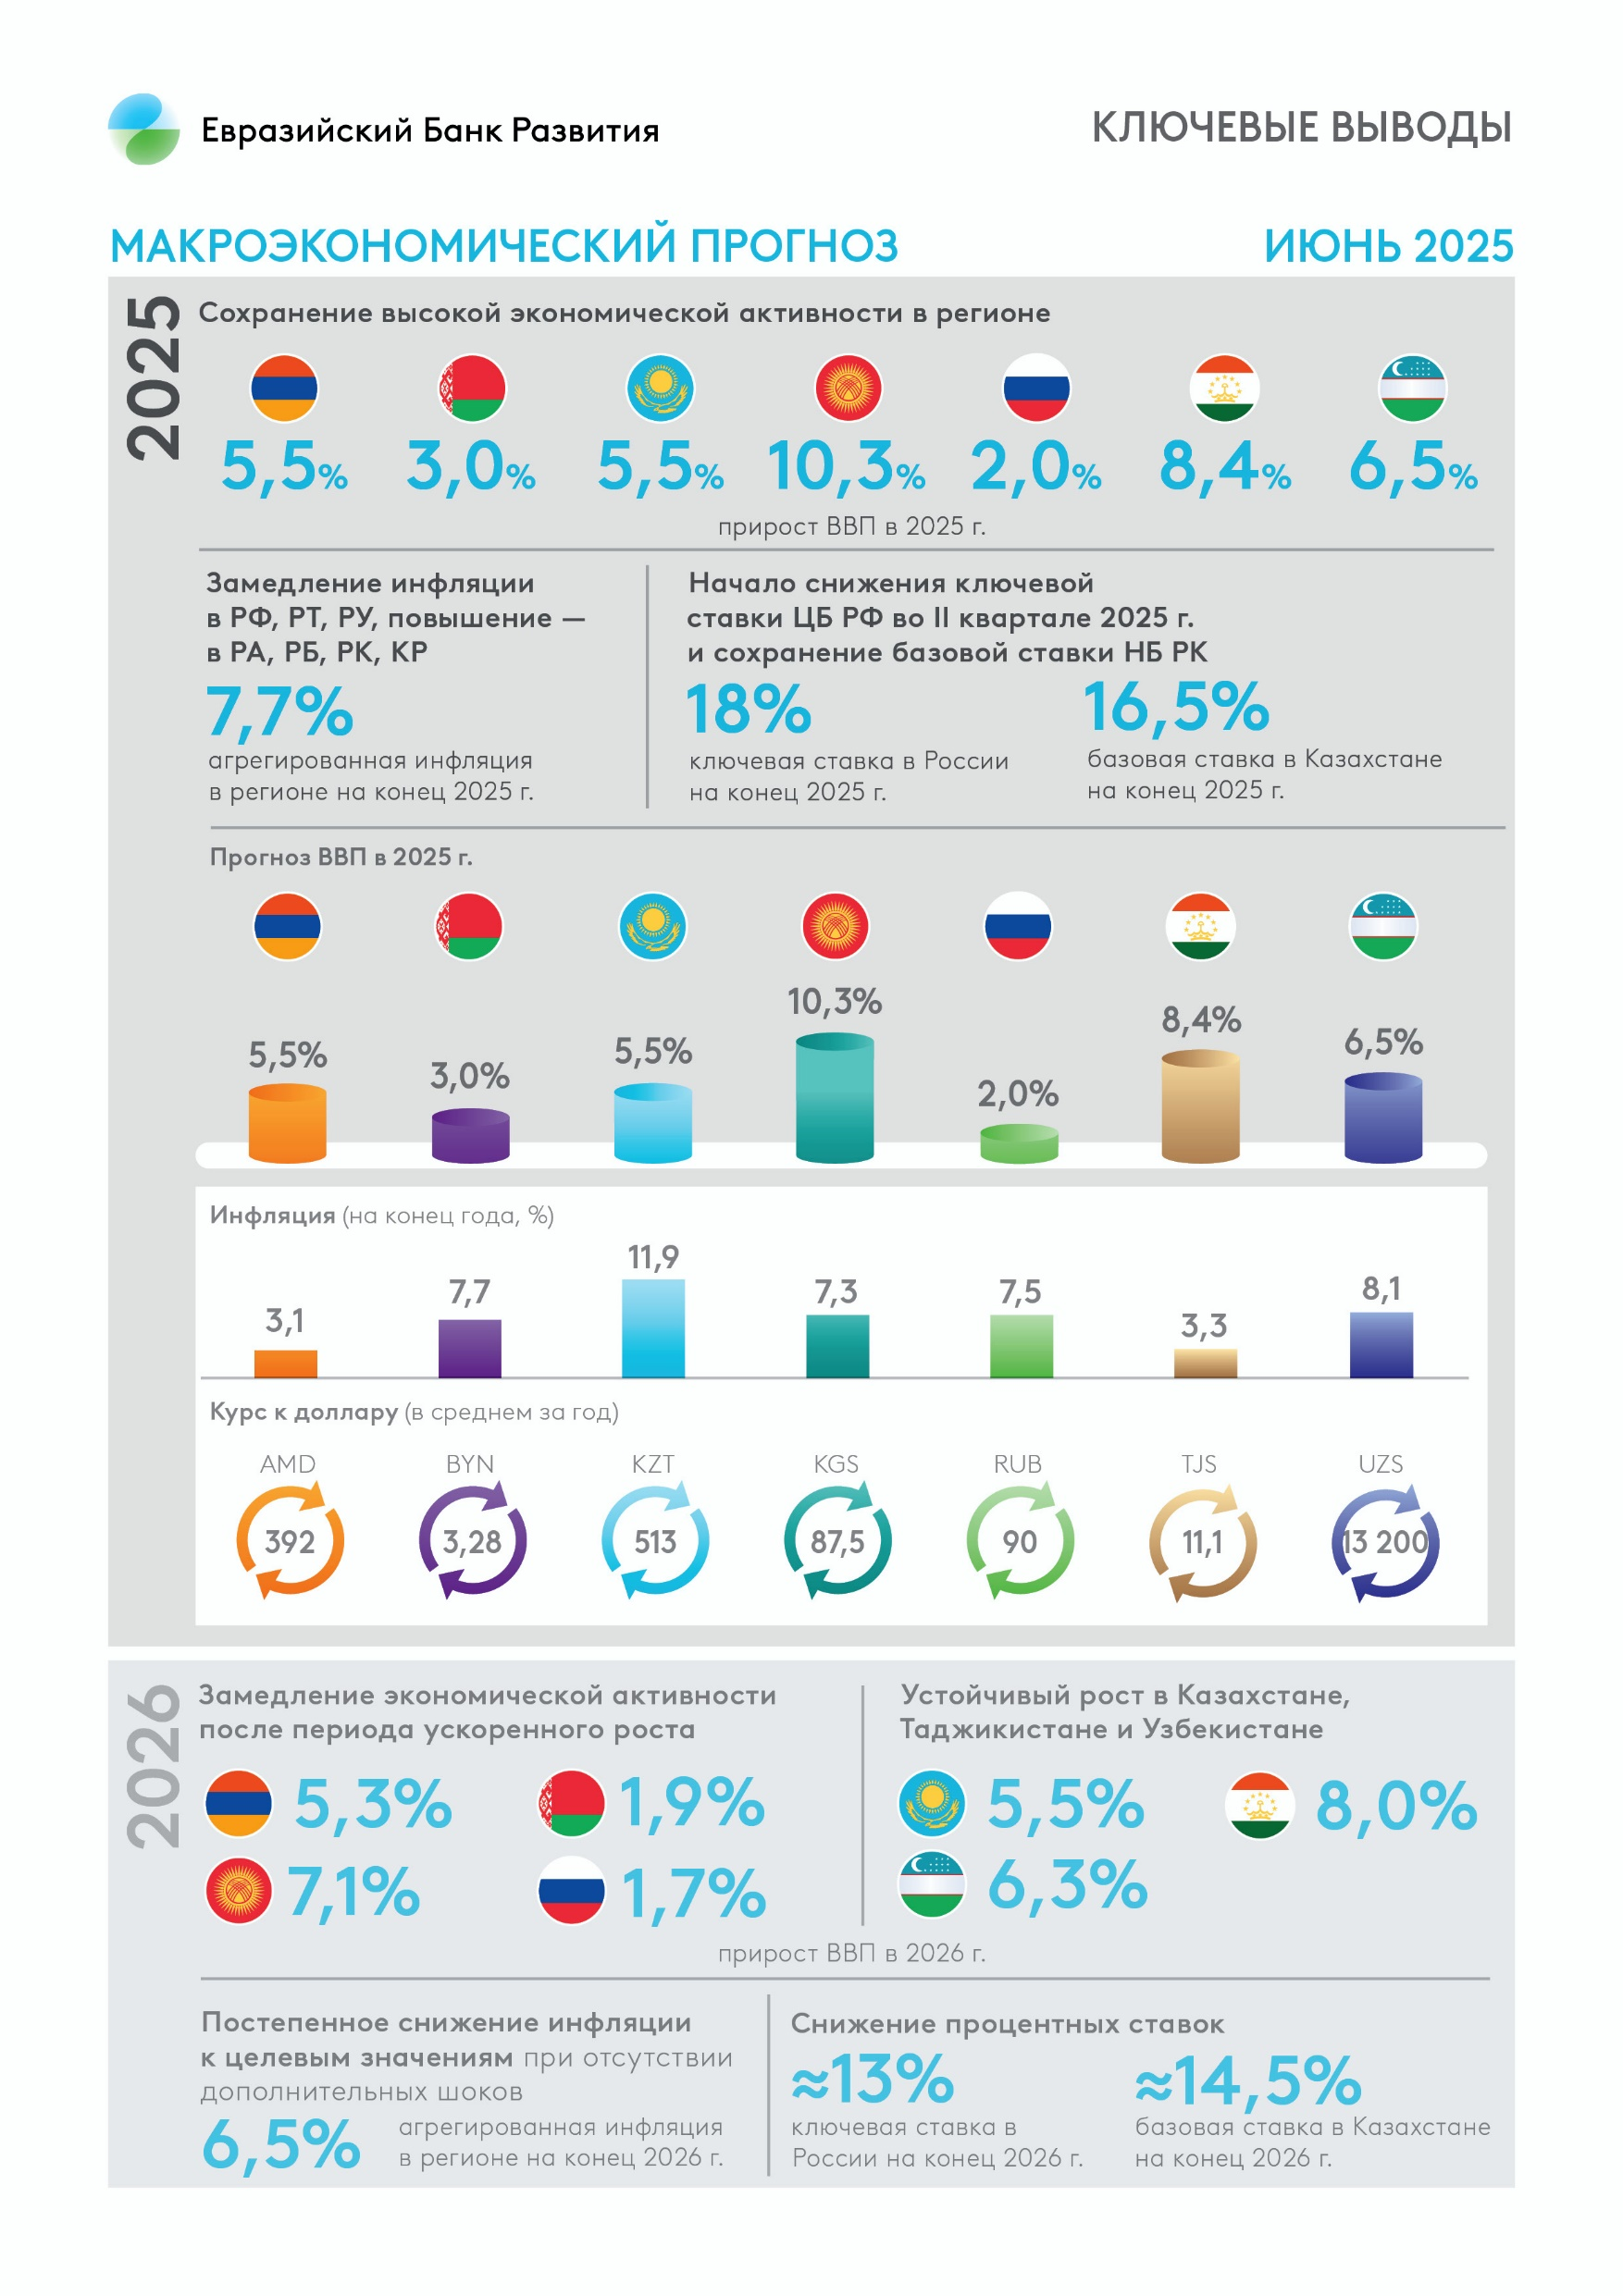 Евразийский Банк Развития
КЛЮЧЕВЫЕ ВЫВОДЫ
МАКРОЭКОНОМИЧЕСКИЙ ПРОГНОЗ
ИЮНЬ 2025
2025
Сохранение высокой экономической активности в регионе
5,5% 3,0% 5,5% 10,3% 2,0% 8,4% 6,5%
прирост ВВП в 2025 г.
Замедление инфляции
в РФ, РТ, РУ, повышение —
в РА, РБ, РК, КР
7,7%
агрегированная инфляция
в регионе на конец 2025 г.
Начало снижения ключевой
ставки ЦБ РФ во II квартале 2025 г.
и сохранение базовой ставки НБ РК
18%
ключевая ставка в России
на конец 2025 г.
16,5%
базовая ставка в Казахстане
на конец 2025 г.
Прогноз ВВП в 2025 г.
5,5% 3,0% 5,5% 10,3% 2,0% 8,4% 6,5%
Инфляция (на конец года, %)
3,1 7,7 11,9 7,3 7,5 3,3 8,1
Курс к доллару (в среднем за год)
AMD BYN KZT KGS RUB TJS UZS
392 3,28 513 87,5 90 11,1 13 200
2026
Замедление экономической активности
после периода ускоренного роста
5,3% 1,9%
7,1% 1,7%
Устойчивый рост в Казахстане,
Таджикистане и Узбекистане
5,5% 8,0%
6,3%
прирост ВВП в 2026 г.
Постепенное снижение инфляции
к целевым значениям при отсутствии
дополнительных шоков
6,5%
агрегированная инфляция
в регионе на конец 2026 г.
Снижение процентных ставок
≈13%
ключевая ставка в
России на конец 2026 г.
≈14,5%
базовая ставка в Казахстане
на конец 2026 г.